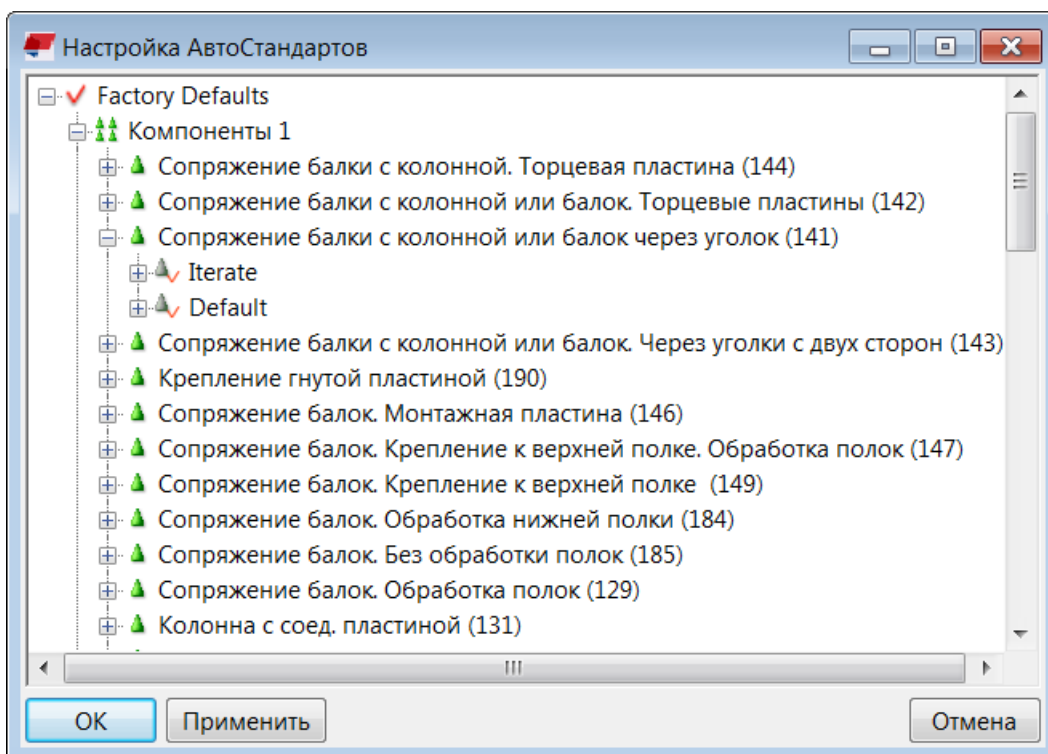 Настройка АвтоСтандартов
Factory Defaults
Компоненты 1
Сопряжение балки с колонной. Торцевая пластина (144)
Сопряжение балки с колонной или балок. Торцевые пластины (142)
Сопряжение балки с колонной или балок через уголок (141)
Iterate
Default
Сопряжение балки с колонной или балок. Через уголки с двух сторон (143)
Крепление гнутой пластиной (190)
Сопряжение балок. Монтажная пластина (146)
Сопряжение балок. Крепление к верхней полке. Обработка полок (147)
Сопряжение балок. Крепление к верхней полке (149)
Сопряжение балок. Обработка нижней полки (184)
Сопряжение балок. Без обработки полок (185)
Сопряжение балок. Обработка полок (129)
Колонна с соед. пластиной (131)
OK Применить Отмена